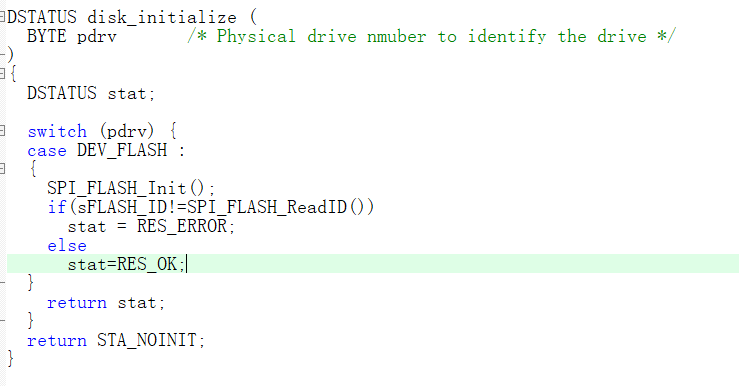 DSTATUS disk_initialize (
  BYTE pdrv       /* Physical drive nmuber to identify the drive */
)
{
  DSTATUS stat;

  switch (pdrv) {
  case DEV_FLASH :
  {
    SPI_FLASH_Init();
    if(sFLASH_ID!=SPI_FLASH_ReadID())
      stat = RES_ERROR;
    else
      stat=RES_OK;
  }
    return stat;
  }
  return STA_NOINIT;
}